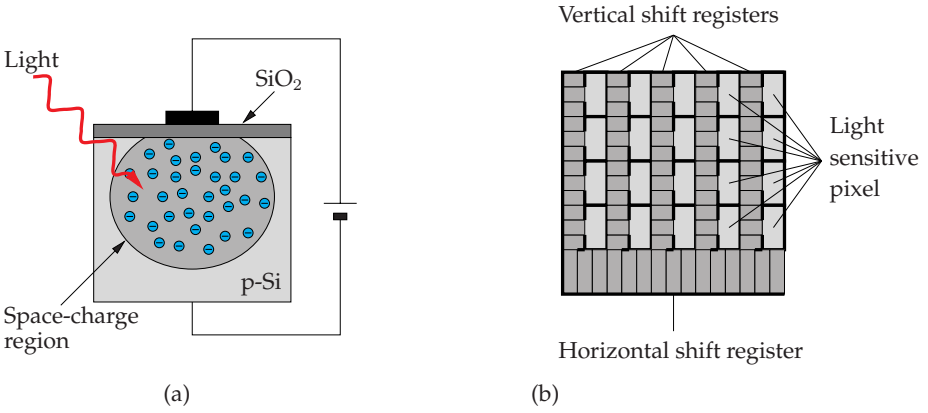 Light
SiO2
p-Si
Space-charge
region
(a)
Vertical shift registers
Light
sensitive
pixel
Horizontal shift register
(b)